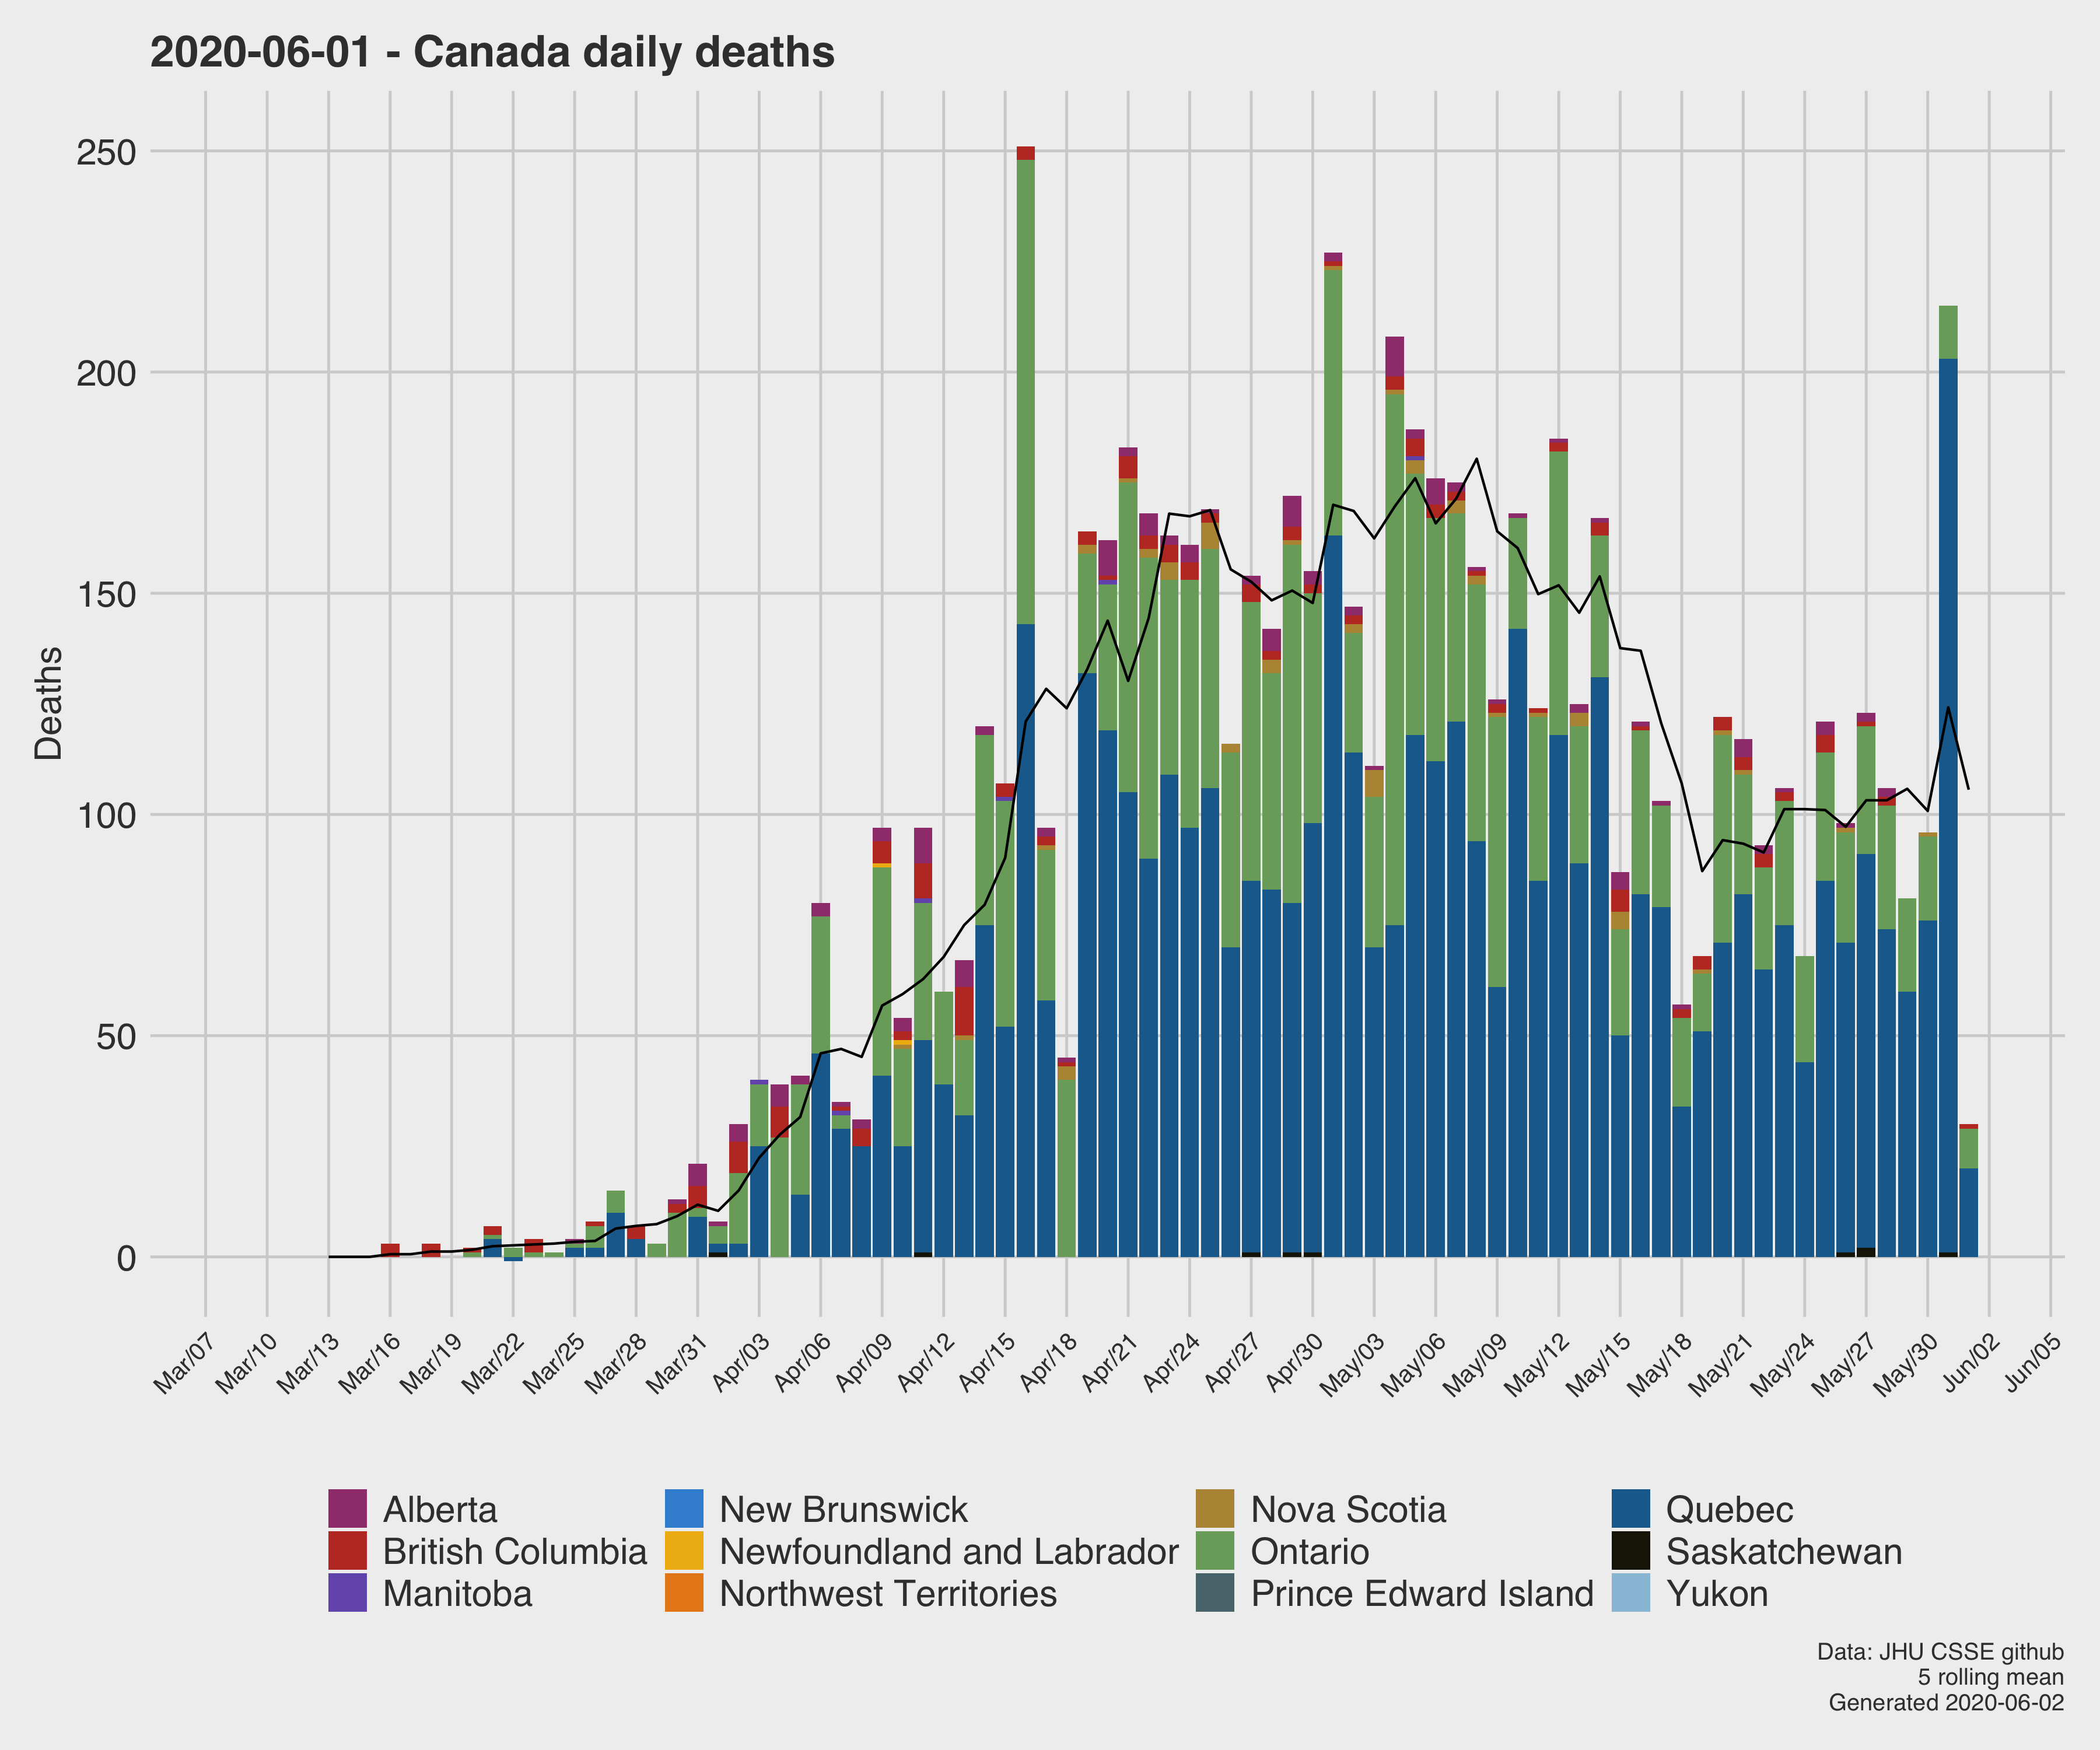 2020-06-01 - Canada daily deaths
250
200
150
100
50
0
Deaths
Mar/07
Mar/10
Mar/13
Mar/16
Mar/19
Mar/22
Mar/25
Mar/28
Mar/31
Apr/03
Apr/06
Apr/09
Apr/12
Apr/15
Apr/18
Apr/21
Apr/24
Apr/27
Apr/30
May/03
May/06
May/09
May/12
May/15
May/18
May/21
May/24
May/27
May/30
Jun/02
Jun/05
Alberta
New Brunswick
Nova Scotia
Quebec
British Columbia
Newfoundland and Labrador
Ontario
Saskatchewan
Manitoba
Northwest Territories
Prince Edward Island
Yukon
Data: JHU CSSE github
5 rolling mean
Generated 2020-06-02